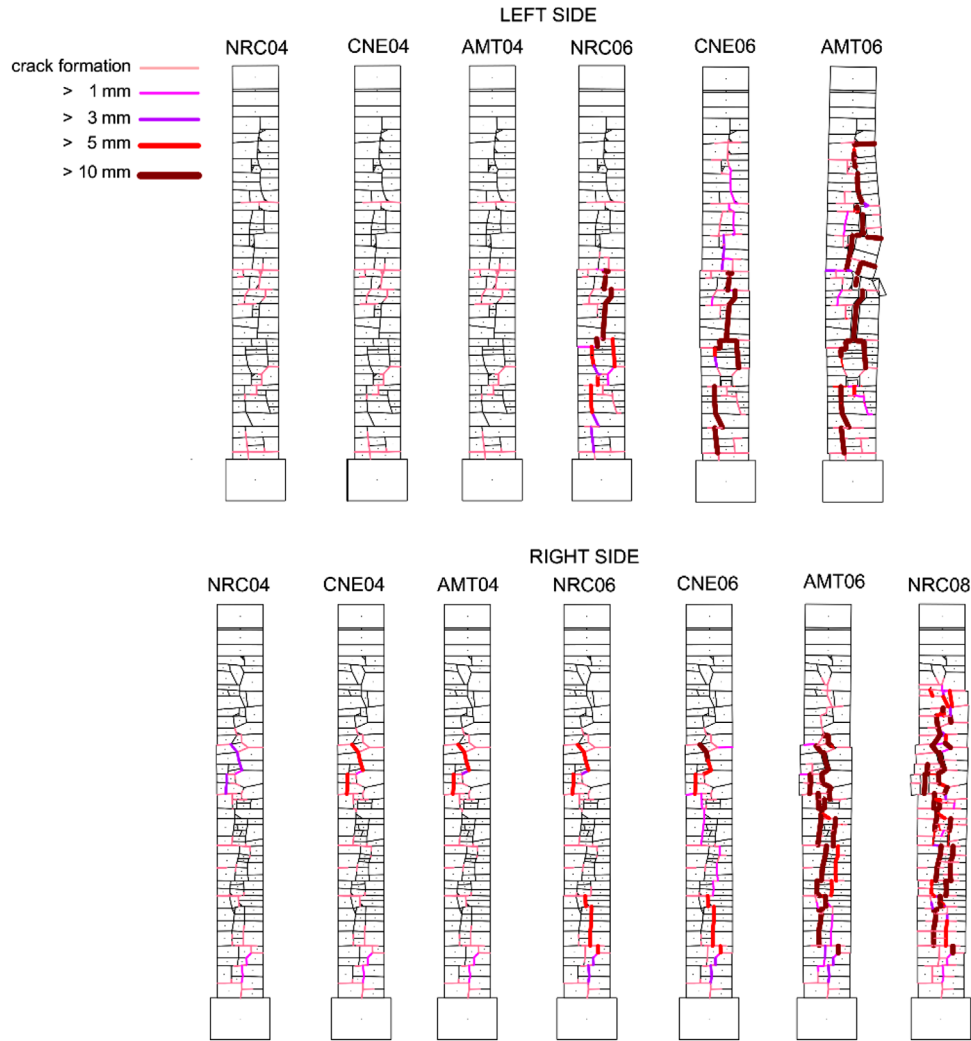 LEFT SIDE
NRC04 CNE04 AMT04 NRC06 CNE06 AMT06
crack formation
> 1 mm
> 3 mm
> 5 mm
> 10 mm
RIGHT SIDE
NRC04 CNE04 AMT04 NRC06 CNE06 AMT06 NRC08